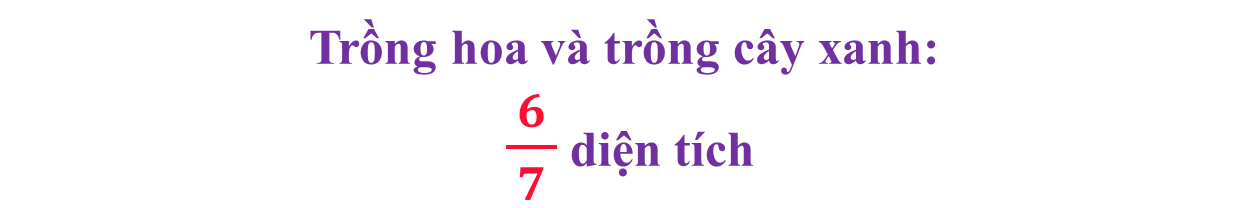 Trồng hoa và trồng cây xanh:
6/7 diện tích